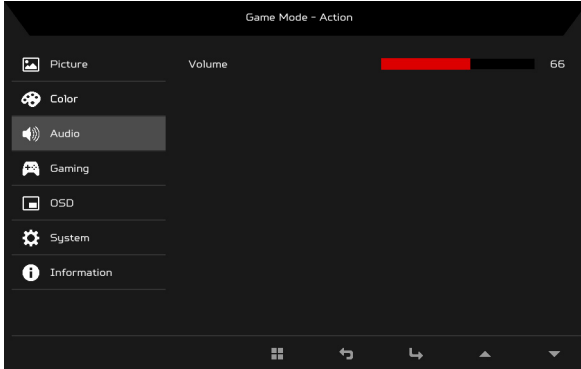 Game Mode - Action
Picture
Volume 66
Color
Audio
Gaming
OSD
System
Information